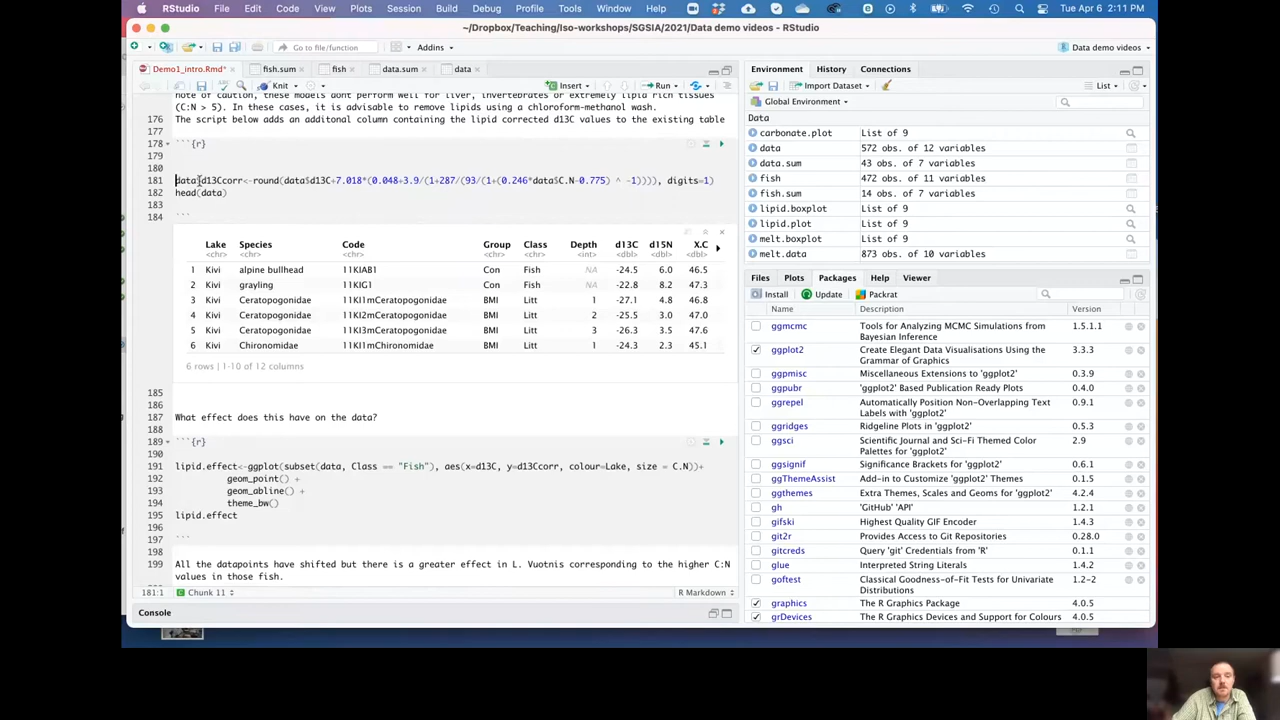 RStudio File Edit Code View Plots Session Build Debug Profile Tools Window Help Tue Apr 6 2:11 PM
~/Dropbox/Teaching/Iso-workshops/SGSIA/2021/Data demo videos - RStudio
Go to file/function Addins Data demo videos
Demo1_intro.Rmd* fish.sum fish data.sum data
Knit Insert Run
note of caution, these models dont perform well for liver, invertebrates or extremely lipid rich tissues
(C:N > 5). In these cases, it is advisable to remove lipids using a chloroform-methanol wash.
176 The script below adds an additonal column containing the lipid corrected d13C values to the existing table
177
178 ```{r}
179
180
181 data$d13Ccorr<-round(data$d13C+7.018*(0.048+3.9/(1+287/(93/(1+(0.246*data$C.N-0.775) ^ -1)))), digits=1)
182 head(data)
183
184 ```
Lake Species Code Group Class Depth d13C d15N X.C
<chr> <chr> <chr> <chr> <chr> <int> <dbl> <dbl> <dbl>
1 Kivi alpine bullhead 11KIAB1 Con Fish NA -24.5 6.0 46.5
2 Kivi grayling 11KIG1 Con Fish NA -22.8 8.2 47.3
3 Kivi Ceratopogonidae 11KI1mCeratopogonidae BMI Litt 1 -27.1 4.8 46.8
4 Kivi Ceratopogonidae 11KI2mCeratopogonidae BMI Litt 2 -25.5 3.0 47.0
5 Kivi Ceratopogonidae 11KI3mCeratopogonidae BMI Litt 3 -26.3 3.5 47.6
6 Kivi Chironomidae 11KI1mChironomidae BMI Litt 1 -24.3 2.3 45.1
6 rows | 1-10 of 12 columns
185
186
187 What effect does this have on the data?
188
189 ```{r}
190
191 lipid.effect<-ggplot(subset(data, Class == "Fish"), aes(x=d13C, y=d13Ccorr, colour=Lake, size = C.N))+
192 geom_point() +
193 geom_abline() +
194 theme_bw()
195 lipid.effect
196
197 ```
198
199 All the datapoints have shifted but there is a greater effect in L. Vuotnis corresponding to the higher C:N
values in those fish.
181:1 Chunk 11 R Markdown
Console
Environment History Connections
Import Dataset List
Global Environment
Data
carbonate.plot List of 9
data 572 obs. of 12 variables
data.sum 43 obs. of 7 variables
fish 472 obs. of 11 variables
fish.sum 14 obs. of 7 variables
lipid.boxplot List of 9
lipid.plot List of 9
melt.boxplot List of 9
melt.data 873 obs. of 10 variables
Files Plots Packages Help Viewer
Install Update Packrat
Name Description Version
ggmcmc Tools for Analyzing MCMC Simulations from Bayesian Inference 1.5.1.1
ggplot2 Create Elegant Data Visualisations Using the Grammar of Graphics 3.3.3
ggpmisc Miscellaneous Extensions to 'ggplot2' 0.3.9
ggpubr 'ggplot2' Based Publication Ready Plots 0.4.0
ggrepel Automatically Position Non-Overlapping Text Labels with 'ggplot2' 0.9.1
ggridges Ridgeline Plots in 'ggplot2' 0.5.3
ggsci Scientific Journal and Sci-Fi Themed Color Palettes for 'ggplot2' 2.9
ggsignif Significance Brackets for 'ggplot2' 0.6.1
ggThemeAssist Add-in to Customize 'ggplot2' Themes 0.1.5
ggthemes Extra Themes, Scales and Geoms for 'ggplot2' 4.2.4
gh 'GitHub' 'API' 1.2.1
gifski Highest Quality GIF Encoder 1.4.3
git2r Provides Access to Git Repositories 0.28.0
gitcreds Query 'git' Credentials from 'R' 0.1.1
glue Interpreted String Literals 1.4.2
goftest Classical Goodness-of-Fit Tests for Univariate Distributions 1.2-2
graphics The R Graphics Package 4.0.5
grDevices The R Graphics Devices and Support for Colours 4.0.5